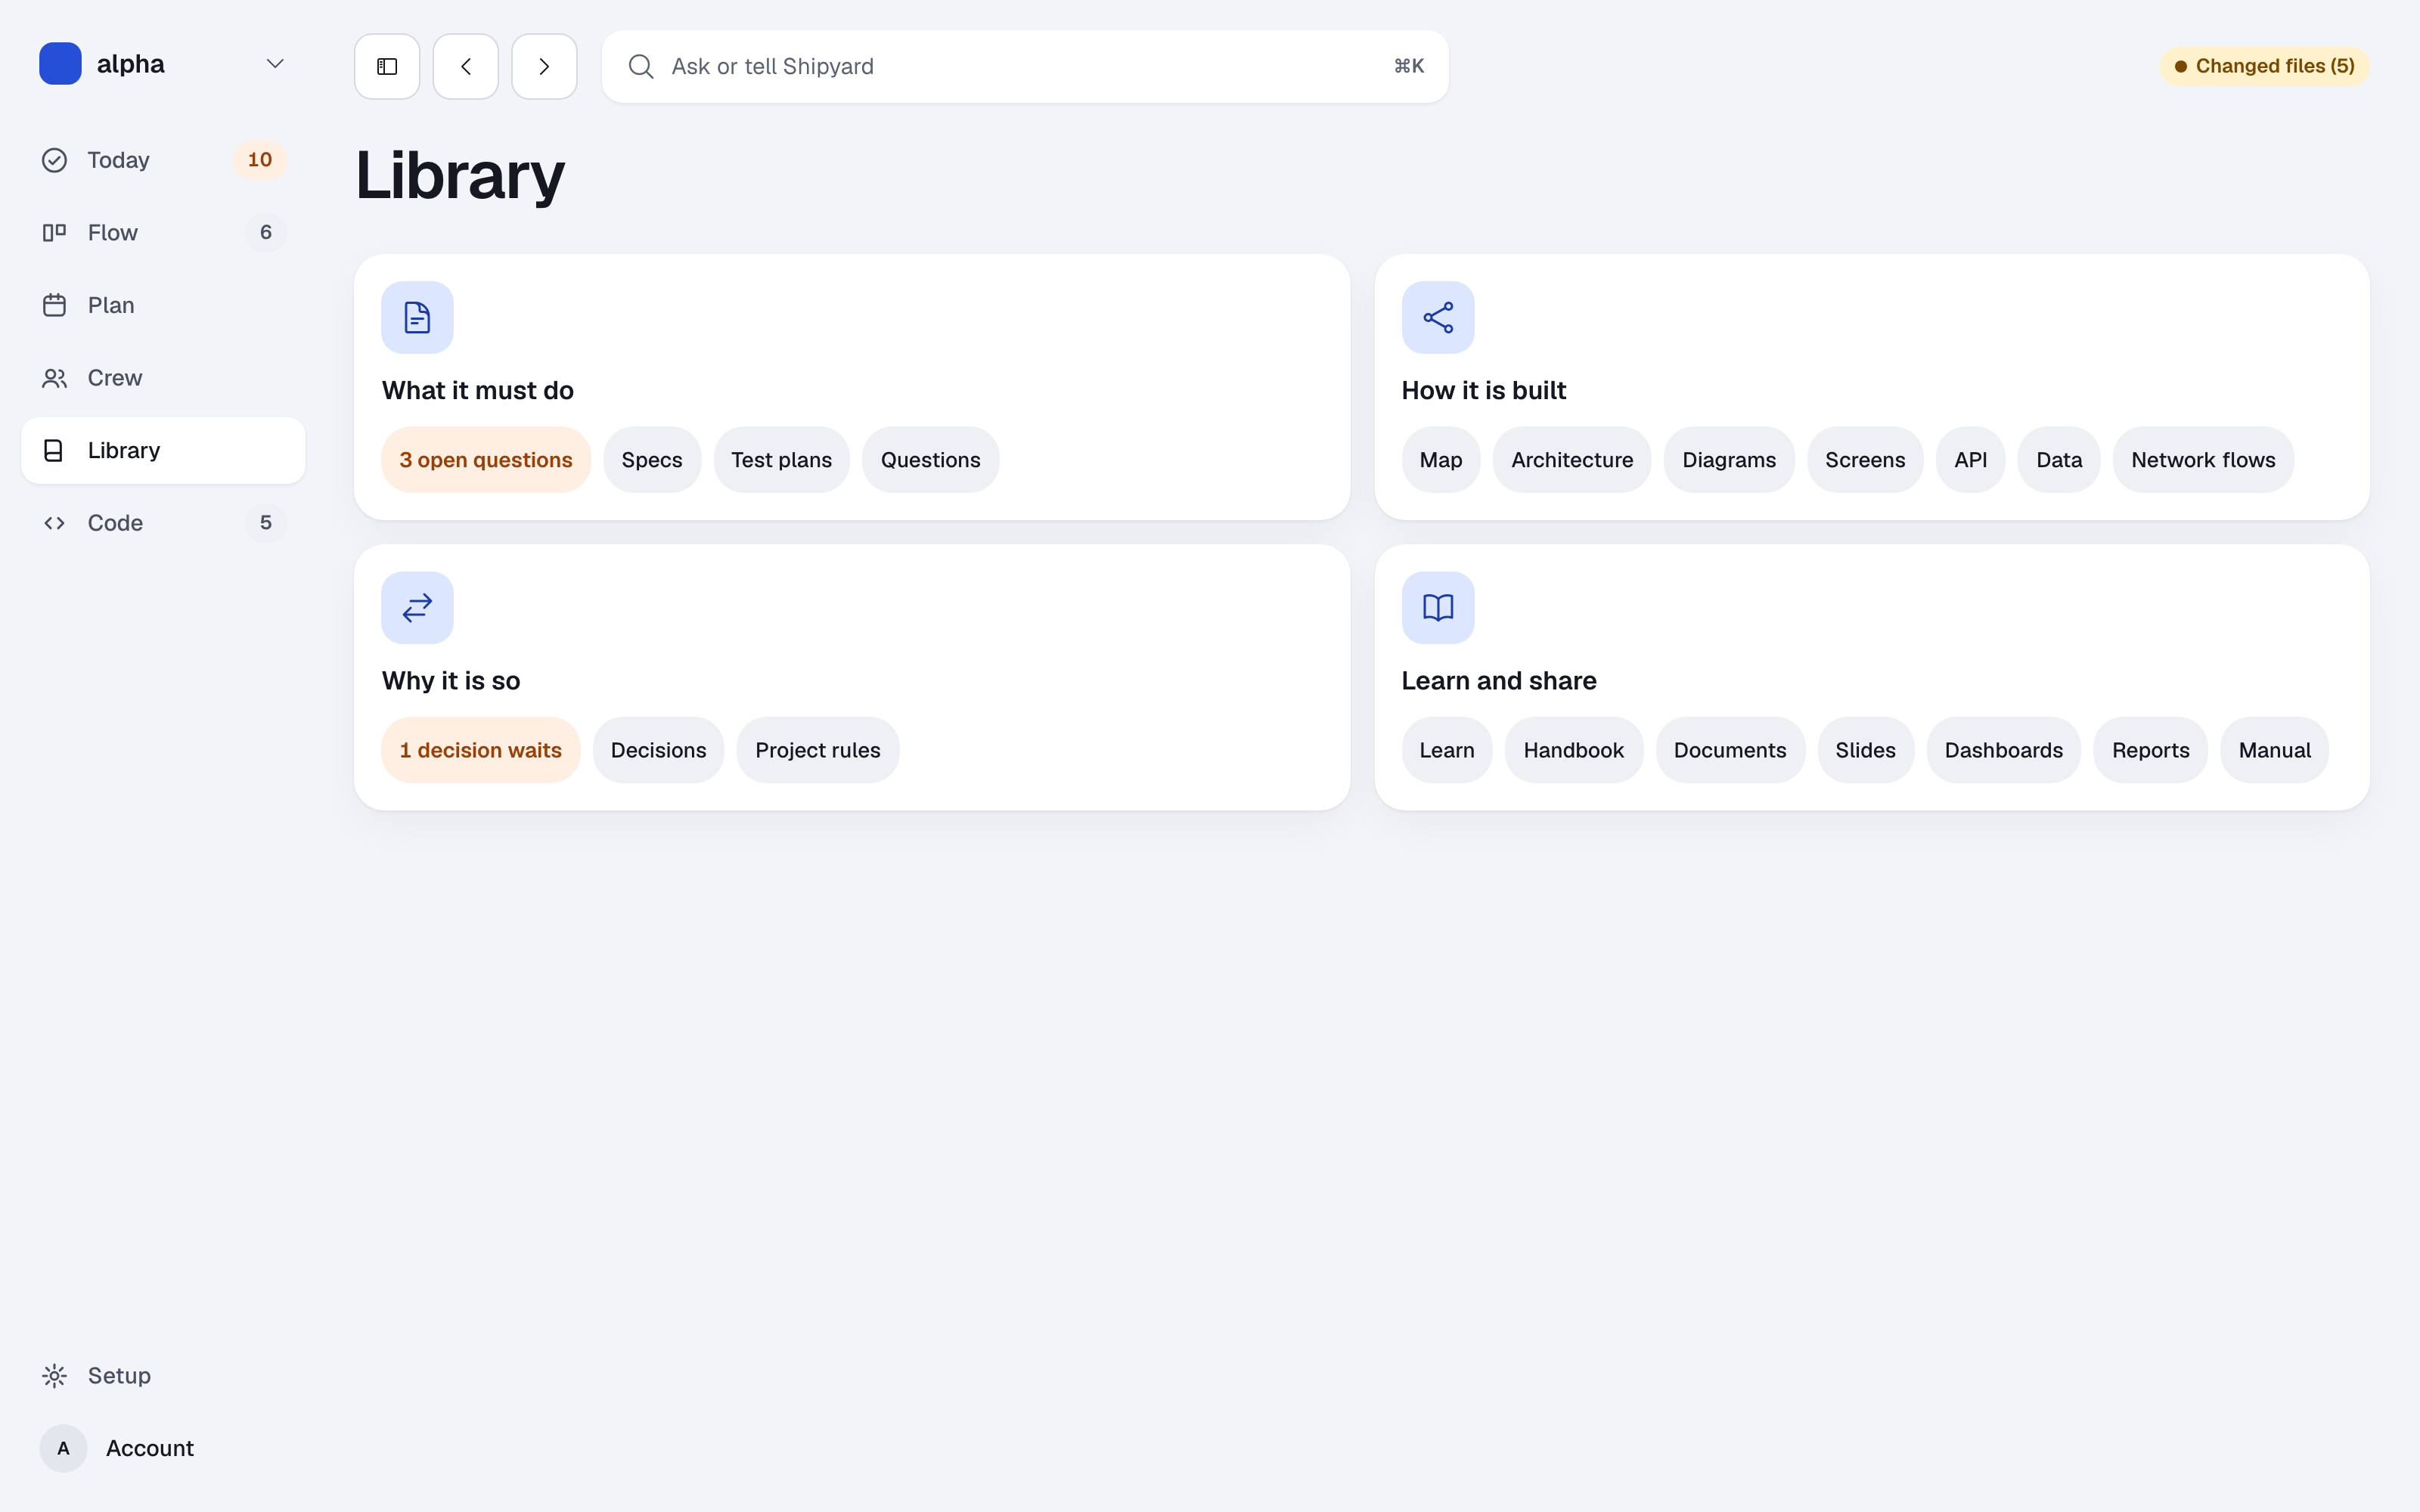 alpha
Today 10
Flow 6
Plan
Crew
Library
Code 5
Setup
A Account
Ask or tell Shipyard ⌘K
Changed files (5)
Library
What it must do
3 open questions Specs Test plans Questions
How it is built
Map Architecture Diagrams Screens API Data Network flows
Why it is so
1 decision waits Decisions Project rules
Learn and share
Learn Handbook Documents Slides Dashboards Reports Manual